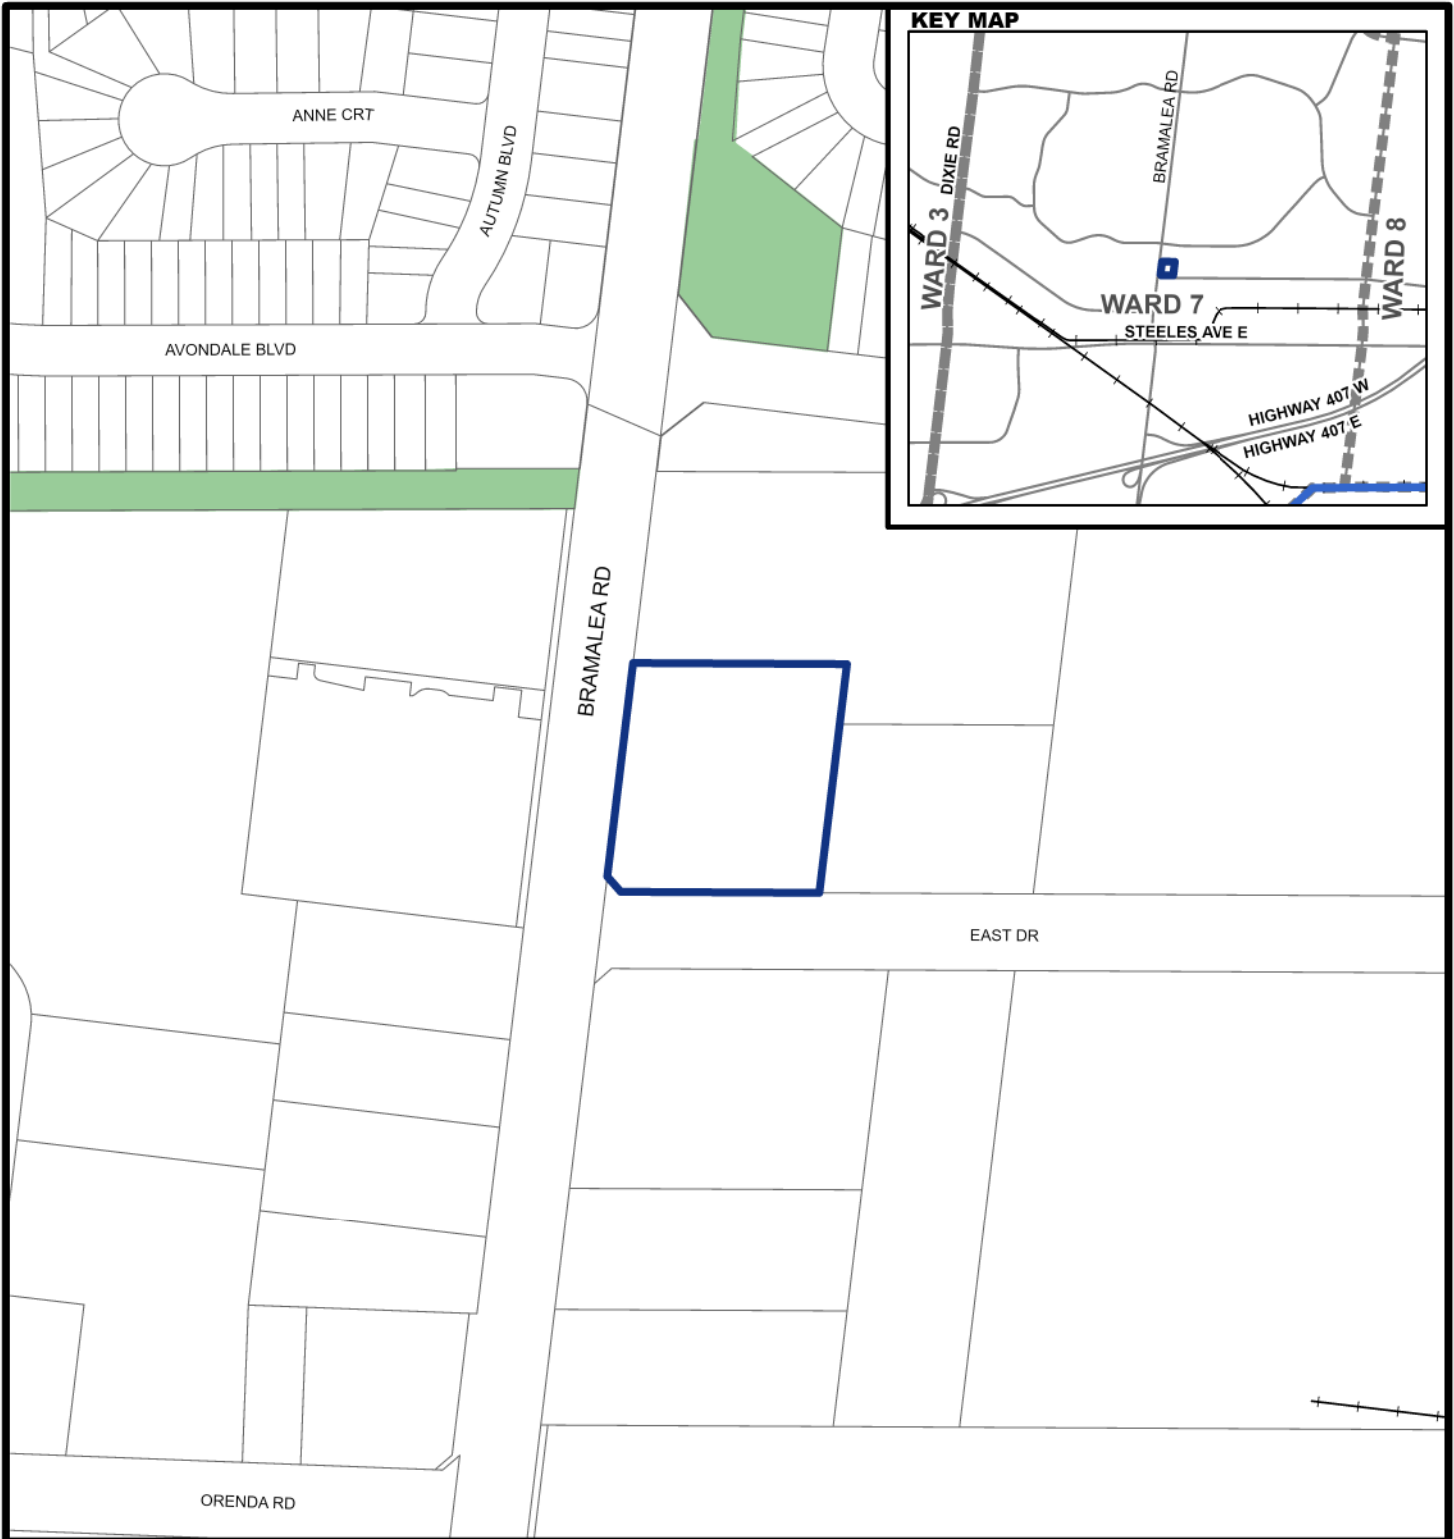 KEY MAP
ANNE CRT
AUTUMN BLVD
AVONDALE BLVD
BRAMALEA RD
EAST DR
ORENDA RD
DIXIE RD
BRAMALEA RD
WARD 3
WARD 7
WARD 8
STEELES AVE E
HIGHWAY 407 W
HIGHWAY 407 E